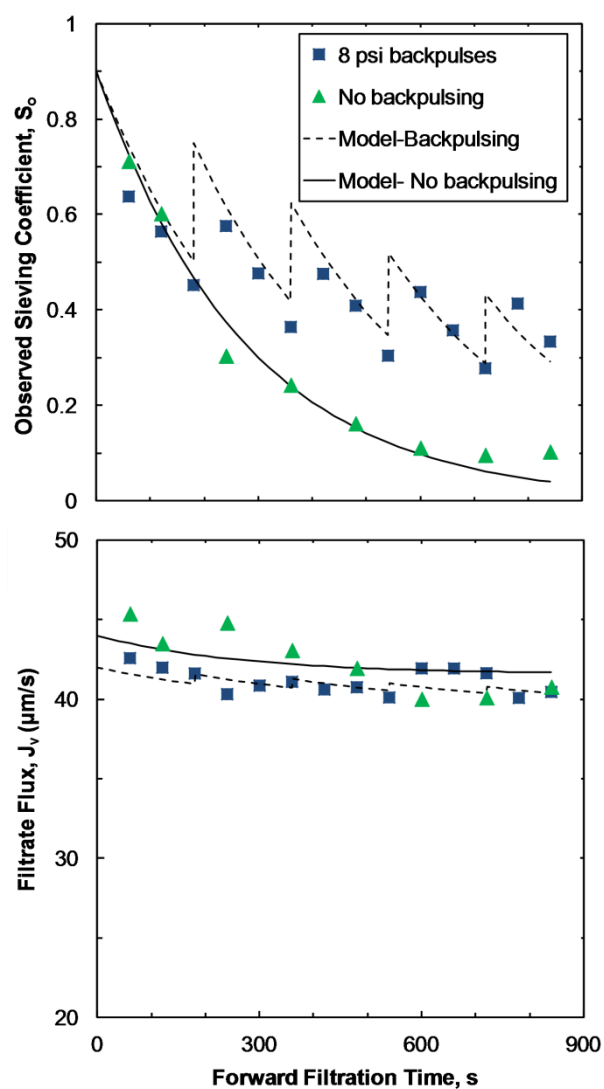 1
0.8
0.6
0.4
0.2
0
Observed Sieving Coefficient, Sₒ
8 psi backpulses
No backpulsing
Model-Backpulsing
Model- No backpulsing
50
40
30
20
Filtrate Flux, Jᵥ (µm/s)
0 300 600 900
Forward Filtration Time, s